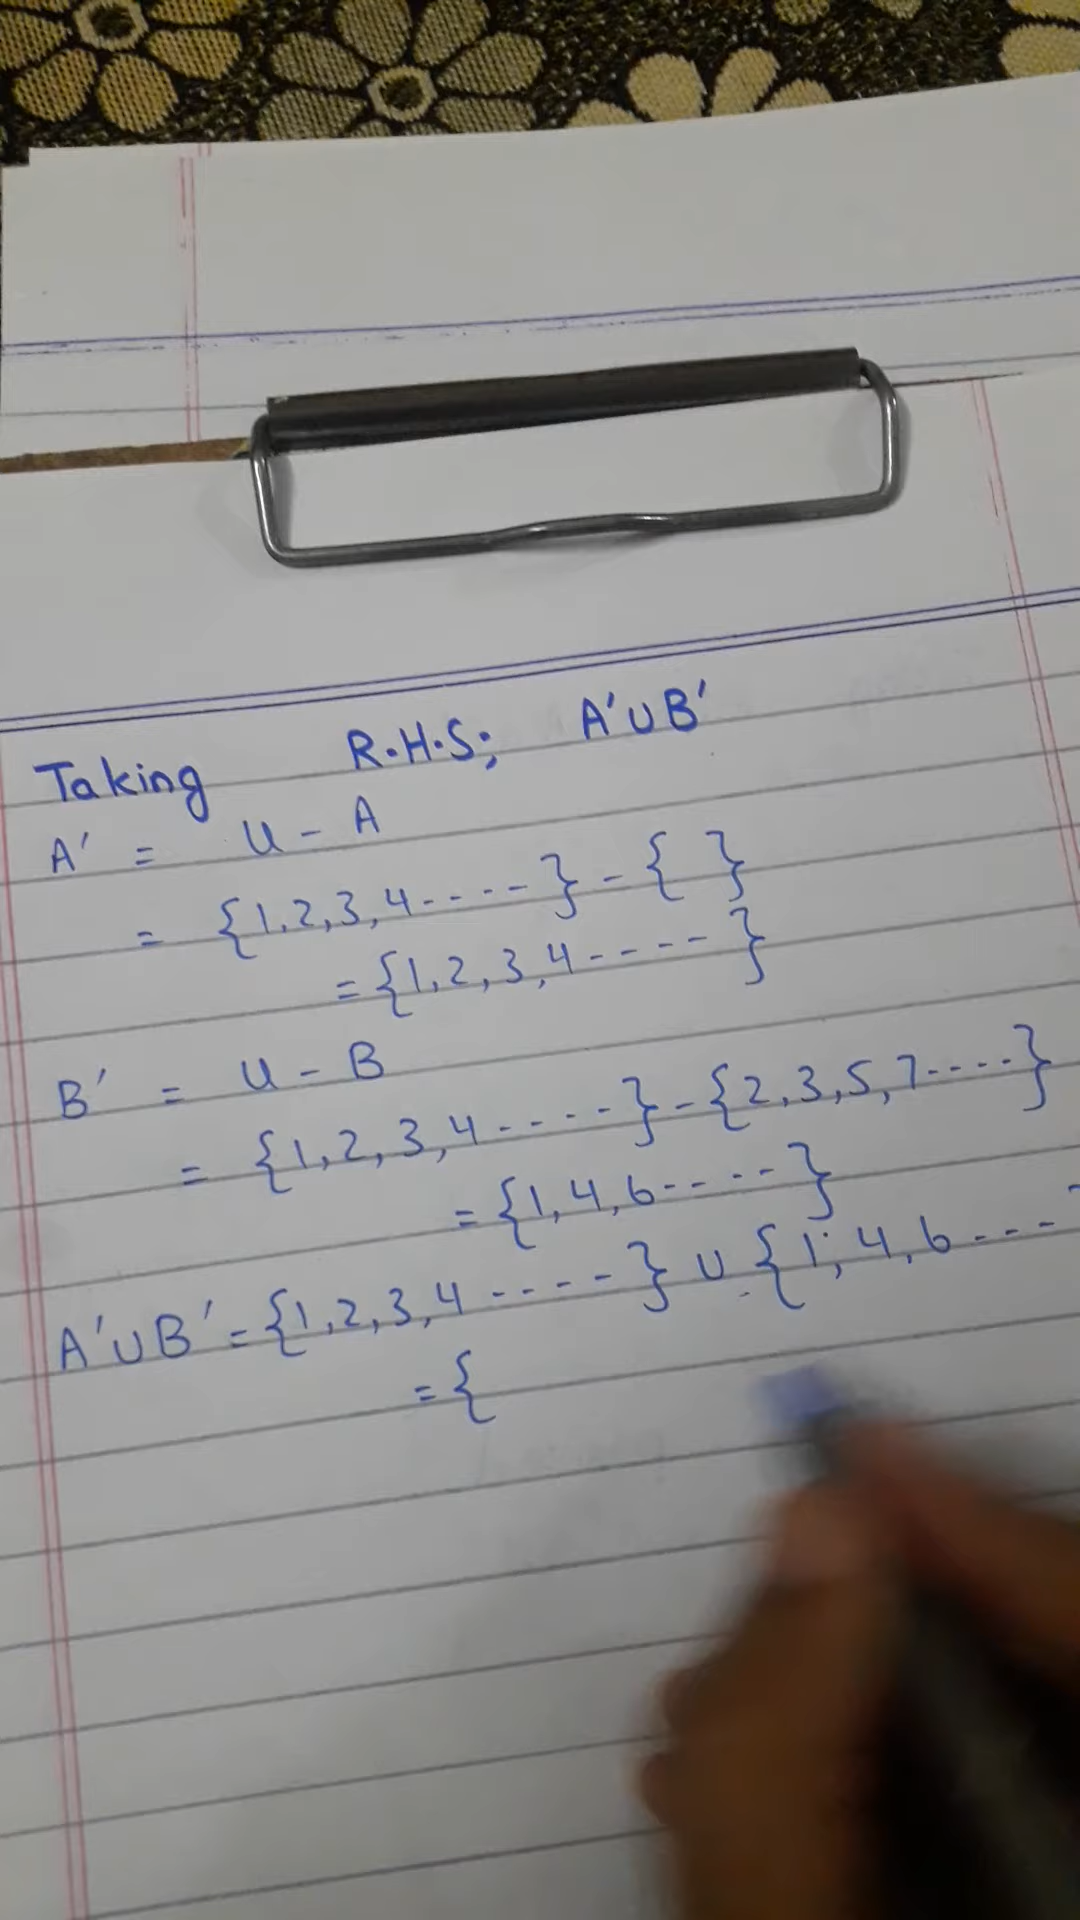 Taking R.H.S; A'∪B'
A' = U - A
= {1,2,3,4-----} - { }
= {1,2,3,4-----}
B' = U - B
= {1,2,3,4-----} - {2,3,5,7-----}
= {1,4,6-----}
A'∪B' = {1,2,3,4-----} ∪ {1,4,6----
= {